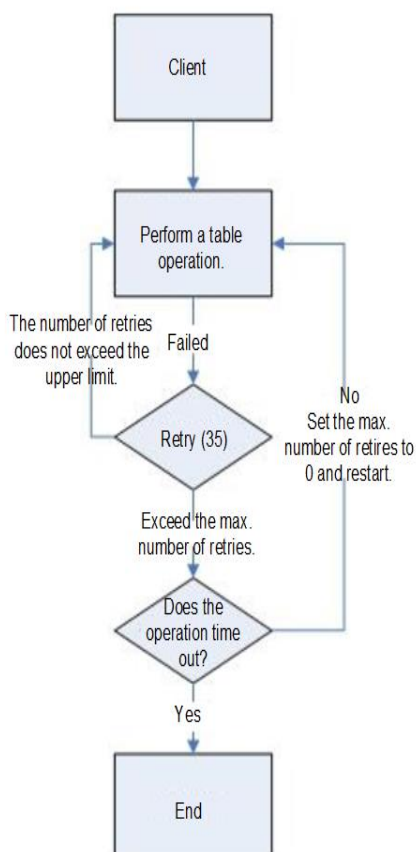 Client
Perform a table
operation.
The number of retries
does not exceed the
upper limit.
Failed
Retry (35)
No
Set the max.
number of retires to
0 and restart.
Exceed the max.
number of retries.
Does the
operation time
out?
Yes
End